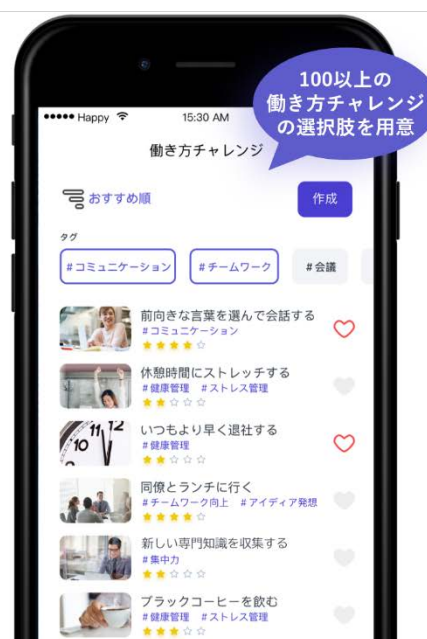 100以上の
働き方チャレンジ
の選択肢を用意
Happy 15:30 AM
働き方チャレンジ
おすすめ順
作成
タグ
#コミュニケーション #チームワーク #会議
前向きな言葉を選んで会話する
#コミュニケーション
休憩時間にストレッチする
#健康管理 #ストレス管理
いつもより早く退社する
#健康管理
10 11 12
同僚とランチに行く
#チームワーク向上 #アイディア発想
新しい専門知識を収集する
#集中力
ブラックコーヒーを飲む
#健康管理 #ストレス管理